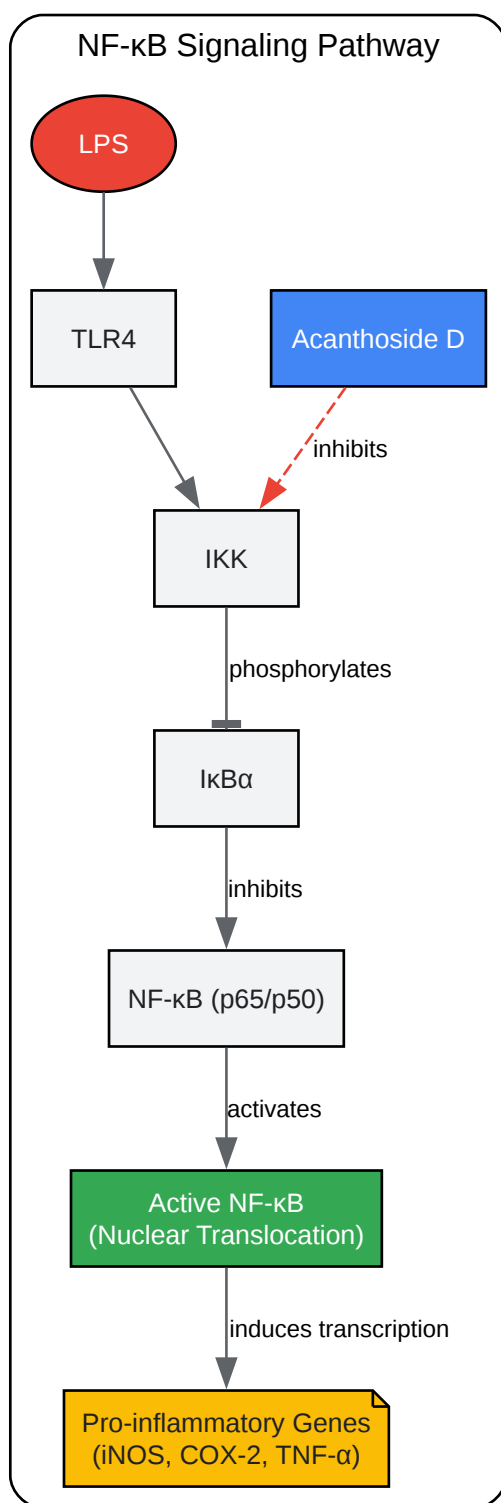 NF-κB Signaling Pathway
LPS
TLR4
Acanthoside D
inhibits
IKK
phosphorylates
IκBα
inhibits
NF-κB (p65/p50)
activates
Active NF-κB
(Nuclear Translocation)
induces transcription
Pro-inflammatory Genes
(iNOS, COX-2, TNF-α)